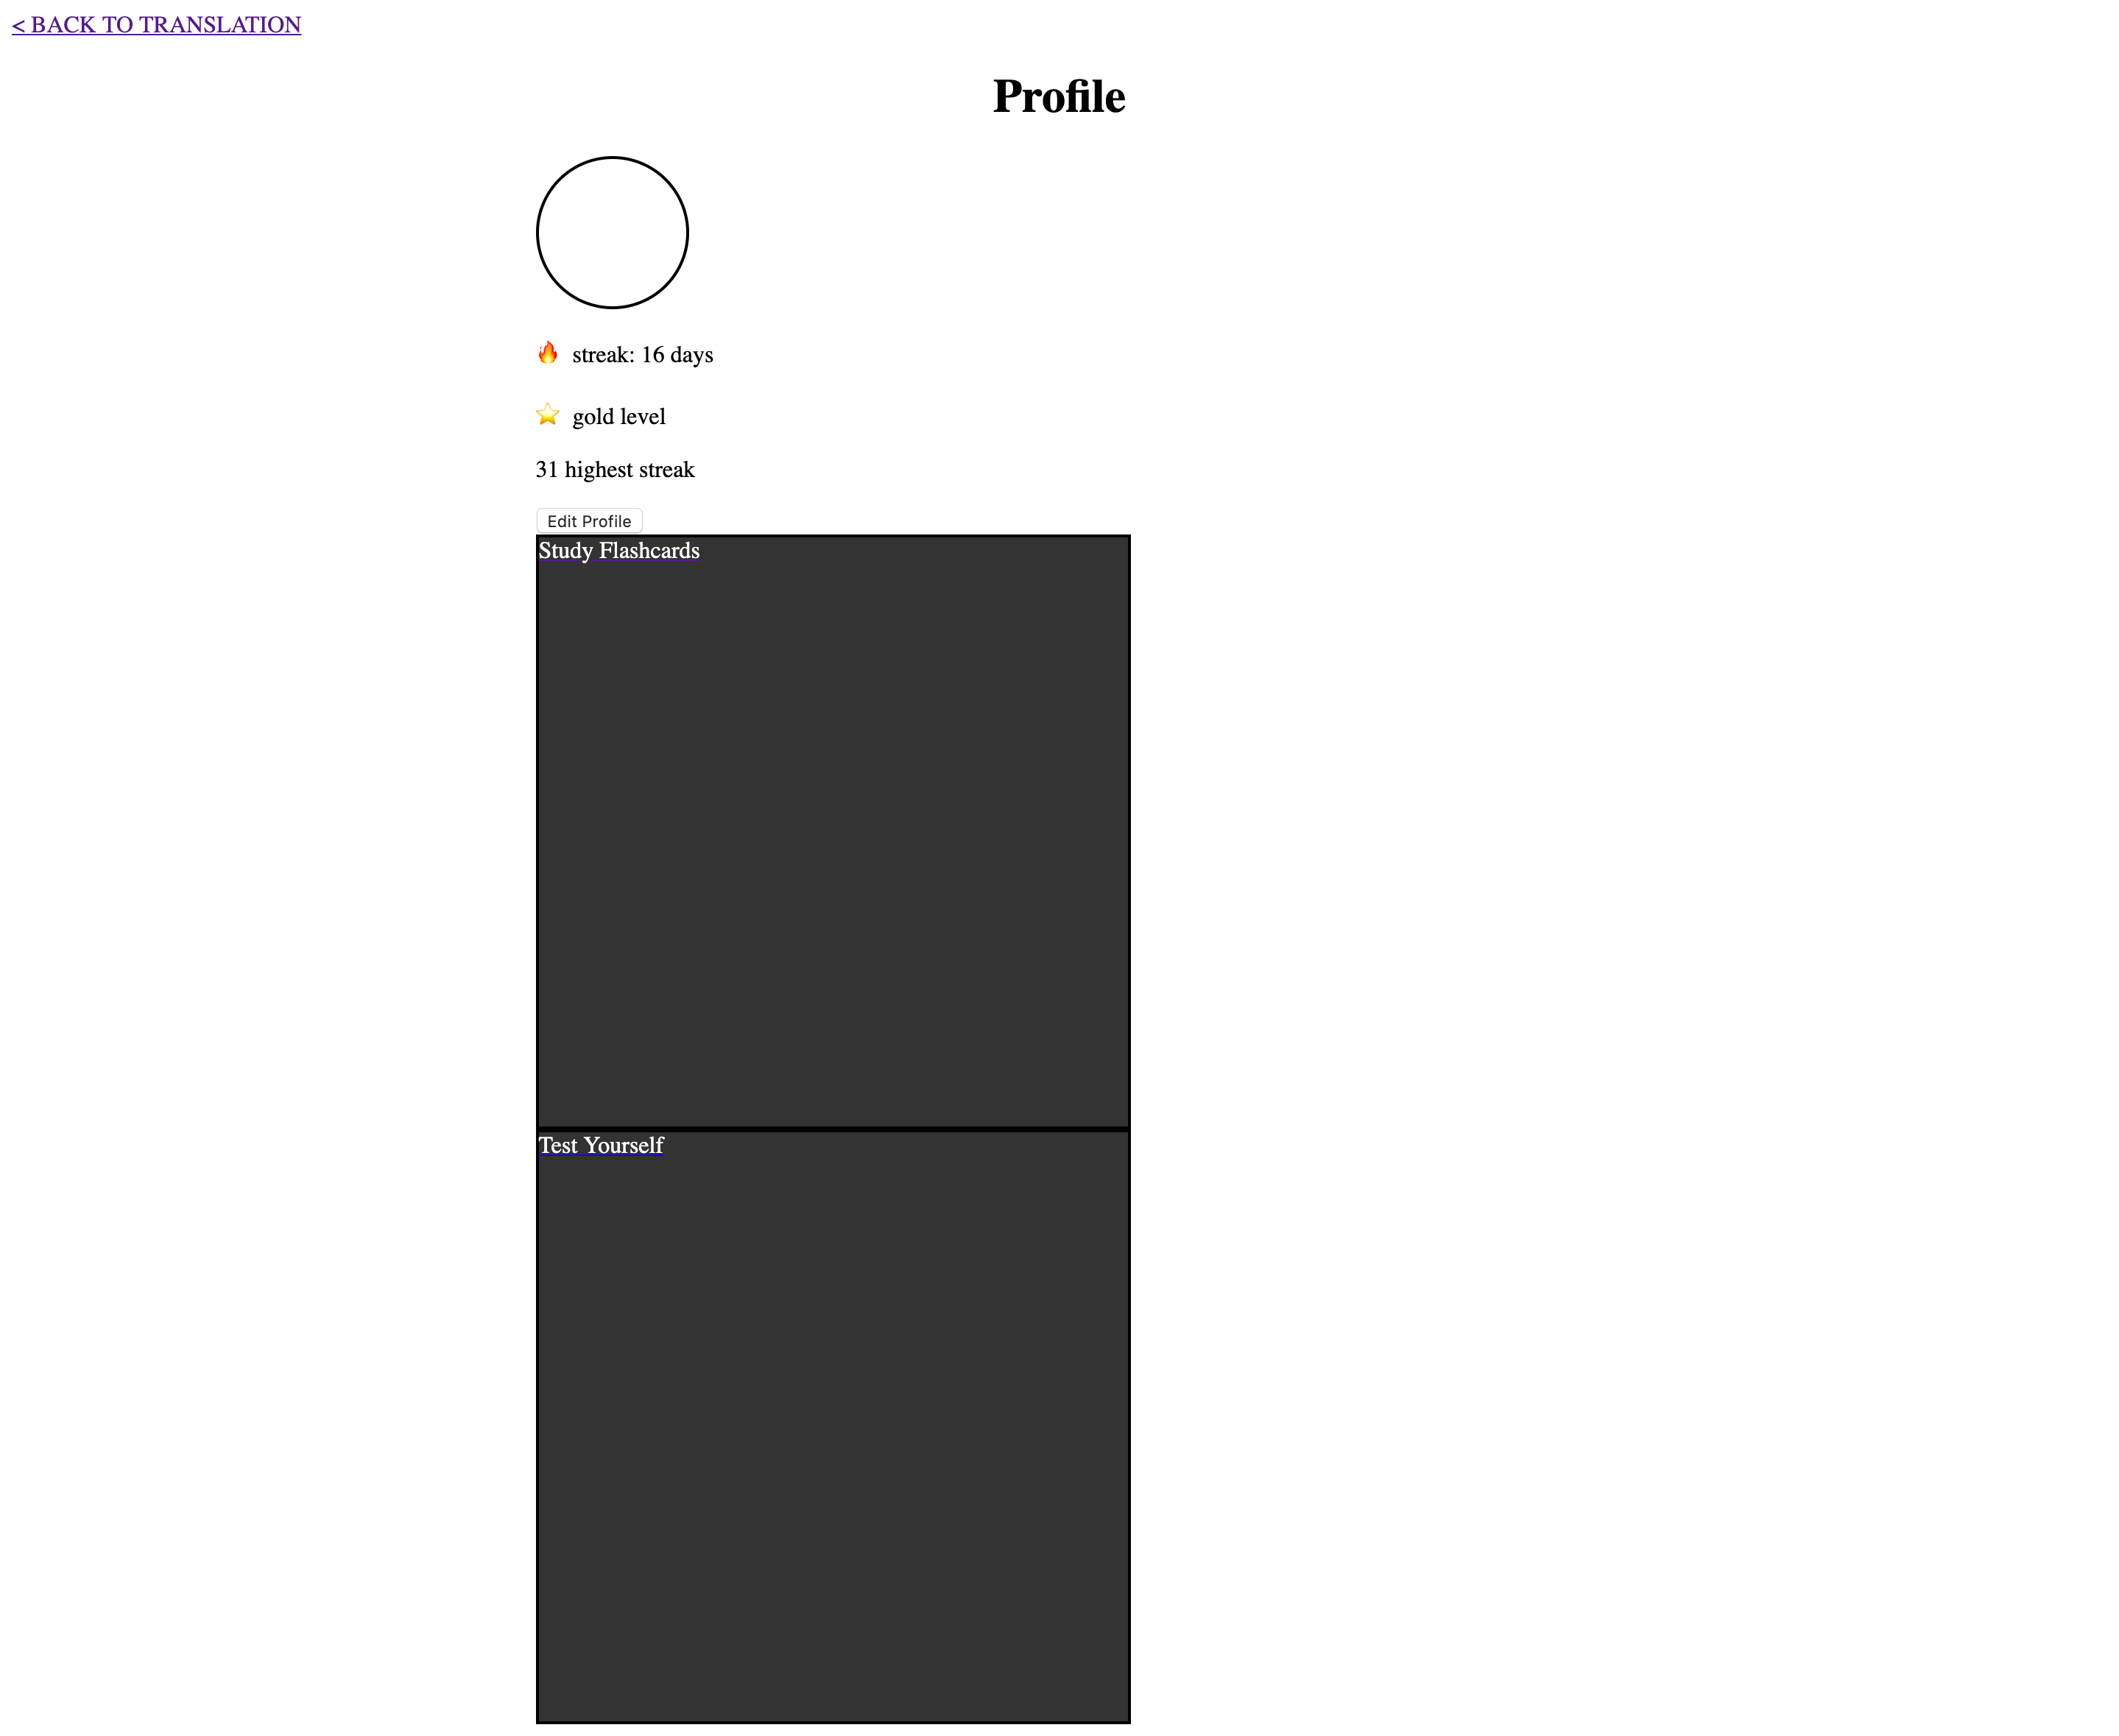 < BACK TO TRANSLATION
Profile
🔥 streak: 16 days
⭐ gold level
31 highest streak
Edit Profile
Study Flashcards
Test Yourself